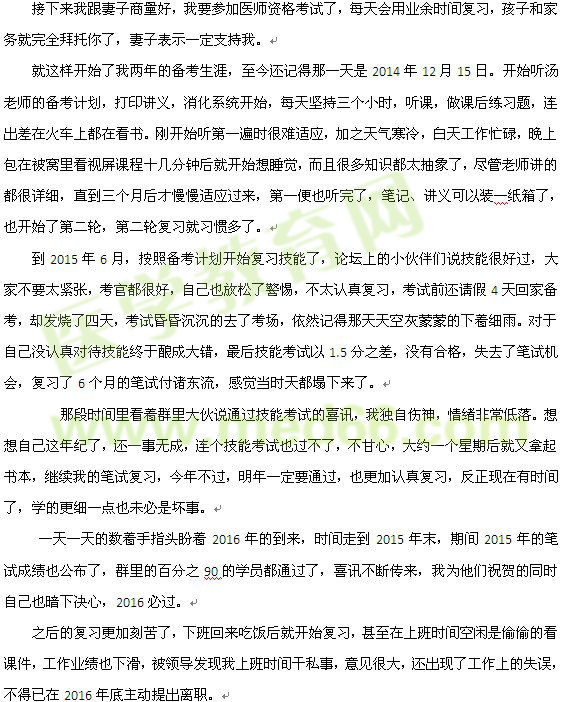 接下来我跟妻子商量好，我要参加医师资格考试了，每天会用业余时间复习，孩子和家
务就完全拜托你了，妻子表示一定支持我。
就这样开始了我两年的备考生涯，至今还记得那一天是 2014 年 12 月 15 日。开始听汤
老师的备考计划，打印讲义，消化系统开始，每天坚持三个小时，听课，做课后练习题，连
出差在火车上都在看书。刚开始听第一遍时很难适应，加之天气寒冷，白天工作忙碌，晚上
包在被窝里看视屏课程十几分钟后就开始想睡觉，而且很多知识都太抽象了，尽管老师讲的
都很详细，直到三个月后才慢慢适应过来，第一便也听完了，笔记、讲义可以装一纸箱了，
也开始了第二轮，第二轮复习就习惯多了。
到 2015 年 6 月，按照备考计划开始复习技能了，论坛上的小伙伴们说技能很好过，大
家不要太紧张，考官都很好，自己也放松了警惕，不太认真复习，考试前还请假 4 天回家备
考，却发烧了四天，考试昏昏沉沉的去了考场，依然记得那天天空灰蒙蒙的下着细雨。对于
自己没认真对待技能终于酿成大错，最后技能考试以 1.5 分之差，没有合格，失去了笔试机
会，复习了 6 个月的笔试付诸东流，感觉当时天都塌下来了。
那段时间里看着群里大伙说通过技能考试的喜讯，我独自伤神，情绪非常低落。想
想自己这年纪了，还一事无成，连个技能考试也过不了，不甘心，大约一个星期后就又拿起
书本，继续我的笔试复习，今年不过，明年一定要通过，也更加认真复习，反正现在有时间
了，学的更细一点也未必是坏事。
一天一天的数着手指头盼着 2016 年的到来，时间走到 2015 年末，期间 2015 年的笔
试成绩也公布了，群里的百分之 90 的学员都通过了，喜讯不断传来，我为他们祝贺的同时
自己也暗下决心，2016 必过。
之后的复习更加刻苦了，下班回来吃饭后就开始复习，甚至在上班时间空闲是偷偷的看
课件，工作业绩也下滑，被领导发现我上班时间干私事，意见很大，还出现了工作上的失误，
不得已在 2016 年底主动提出离职。
医学教育网
www.med66.com